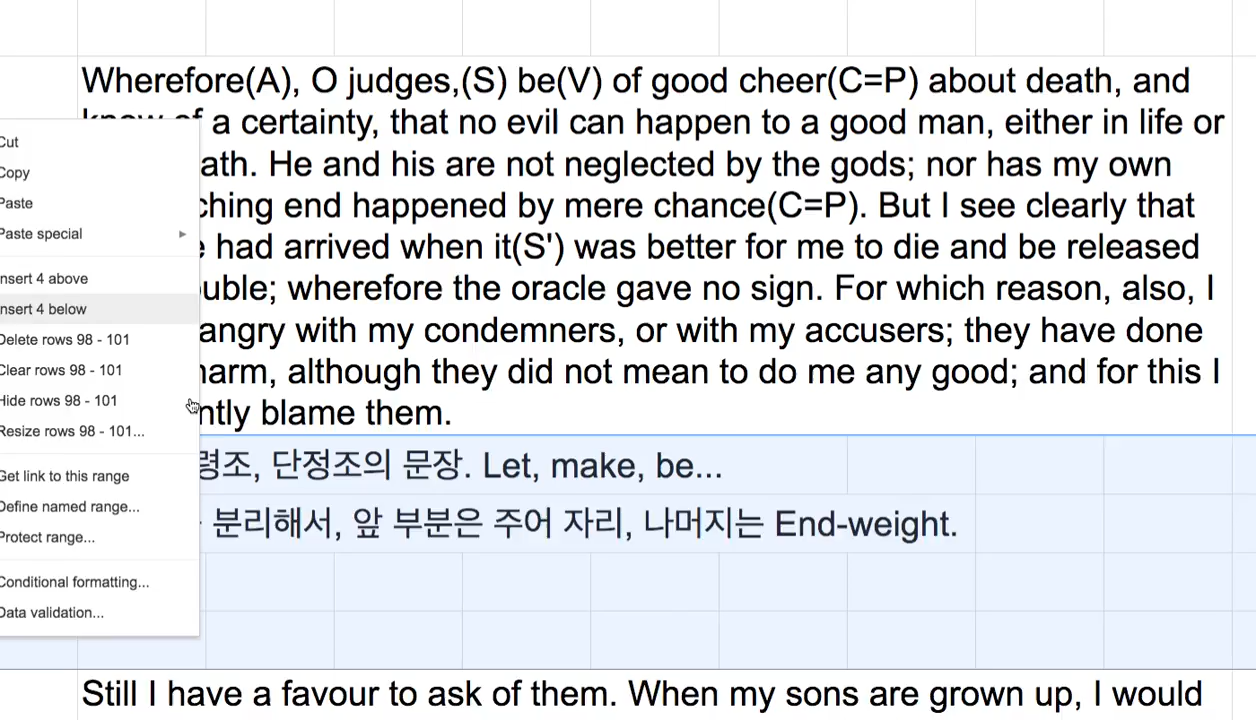 Wherefore(A), O judges,(S) be(V) of good cheer(C=P) about death, and
a certainty, that no evil can happen to a good man, either in life or
ath. He and his are not neglected by the gods; nor has my own
ching end happened by mere chance(C=P). But I see clearly that
had arrived when it(S') was better for me to die and be released
uble; wherefore the oracle gave no sign. For which reason, also, I
angry with my condemners, or with my accusers; they have done
harm, although they did not mean to do me any good; and for this I
ntly blame them.
령조, 단정조의 문장. Let, make, be...
분리해서, 앞 부분은 주어 자리, 나머지는 End-weight.
Still I have a favour to ask of them. When my sons are grown up, I would
Cut
Copy
Paste
Paste special
nsert 4 above
nsert 4 below
Delete rows 98 - 101
Clear rows 98 - 101
Hide rows 98 - 101
Resize rows 98 - 101...
Get link to this range
Define named range...
Protect range...
Conditional formatting...
Data validation...